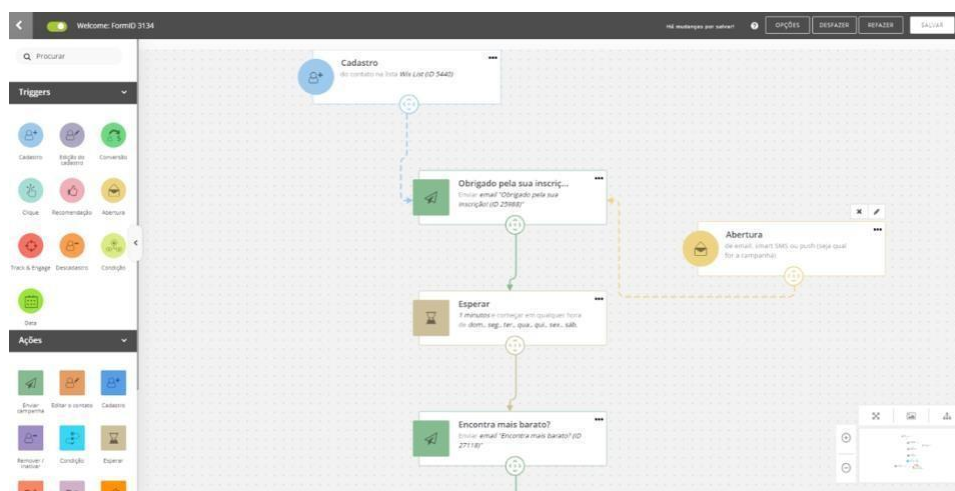 Welcome: FormID 3134
Há mudanças por salvar!
OPÇÕES
DESFAZER
REFAZER
SALVAR
Procurar
Triggers
Cadastro
Edição do cadastro
Conversão
Clique
Recomendação
Abertura
Track & Engage
Descadastro
Condição
Data
Ações
Enviar campanha
Editar o contato
Cadastro
Remover / Inativar
Condição
Esperar
Cadastro
do contato na lista Wix List (ID 5440)
Obrigado pela sua inscriç...
Enviar email "Obrigado pela sua
inscrição! (ID 25988)"
Abertura
de email, smart SMS ou push (seja qual
for a campanha)
Esperar
1 minutos e começar em qualquer hora
de dom., seg., ter., qua., qui., sex., sáb.
Encontra mais barato?
Enviar email "Encontra mais barato? (ID
27118)"